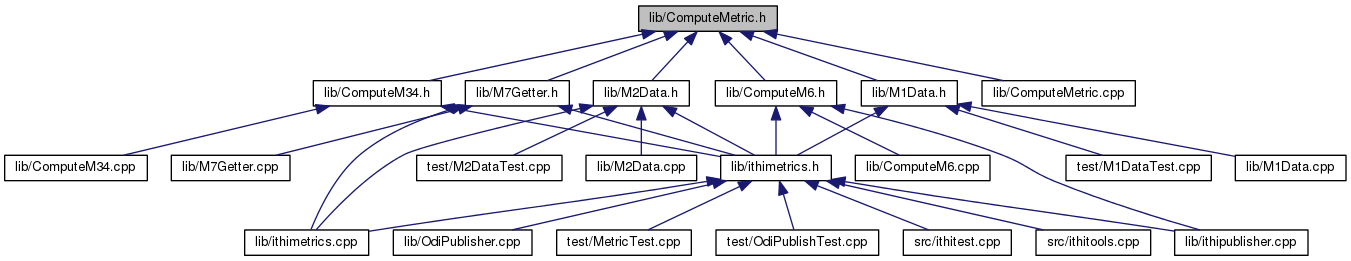 lib/ComputeMetric.h
lib/ComputeM34.h
lib/M7Getter.h
lib/M2Data.h
lib/ComputeM6.h
lib/M1Data.h
lib/ComputeMetric.cpp
lib/ComputeM34.cpp
lib/M7Getter.cpp
test/M2DataTest.cpp
lib/M2Data.cpp
lib/ithimetrics.h
lib/ComputeM6.cpp
test/M1DataTest.cpp
lib/M1Data.cpp
lib/ithimetrics.cpp
lib/OdiPublisher.cpp
test/MetricTest.cpp
test/OdiPublishTest.cpp
src/ithitest.cpp
src/ithitools.cpp
lib/ithipublisher.cpp